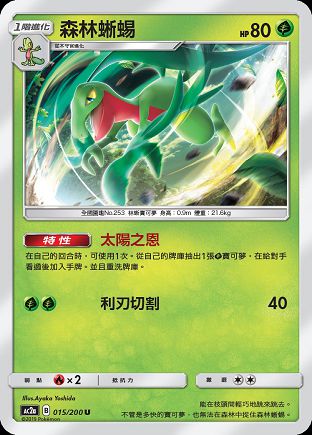 1階進化
森林蜥蜴
HP 80
從木守宮進化
全國圖鑑No.253 林蜥寶可夢 身高:0.9m 體重:21.6kg
特性 太陽之恩
在自己的回合時,可使用1次。從自己的牌庫抽出1張寶可夢,在給對手
看過後加入手牌。並且重洗牌庫。
利刃切割 40
弱點 ×2 抵抗力 撤退
Illus.Ayaka Yoshida
AC2a B 015/200 U
©2019 Pokémon
能在枝頭間輕巧地跳來跳去。
不管是多快的寶可夢,也無法在森林中捉住森林蜥蜴。